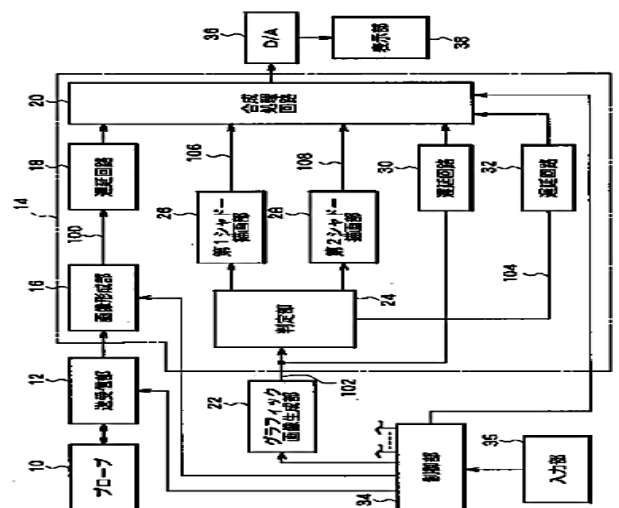 10
プローブ
12
送受信部
14
16
画像形成部
100
18
遅延回路
20
合成
処理
回路
36
D/A
表示部
38
22
グラフィック
画像生成部
102
判定部
24
26
第1シャドー
描画部
106
28
第2シャドー
描画部
108
30
遅延回路
32
遅延回路
104
34
制御部
35
入力部